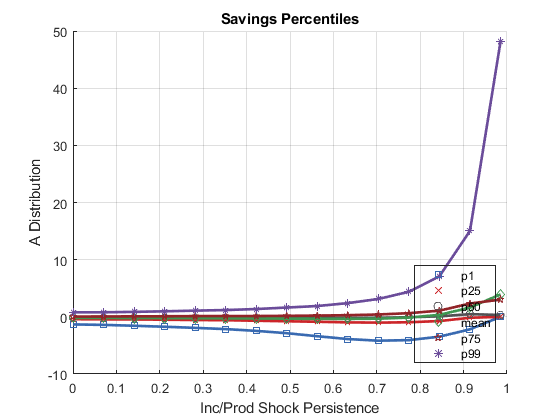 Savings Percentiles
50
40
30
20
10
0
-10
A Distribution
p1
p25
p50
mean
p75
p99
0 0.1 0.2 0.3 0.4 0.5 0.6 0.7 0.8 0.9 1
Inc/Prod Shock Persistence